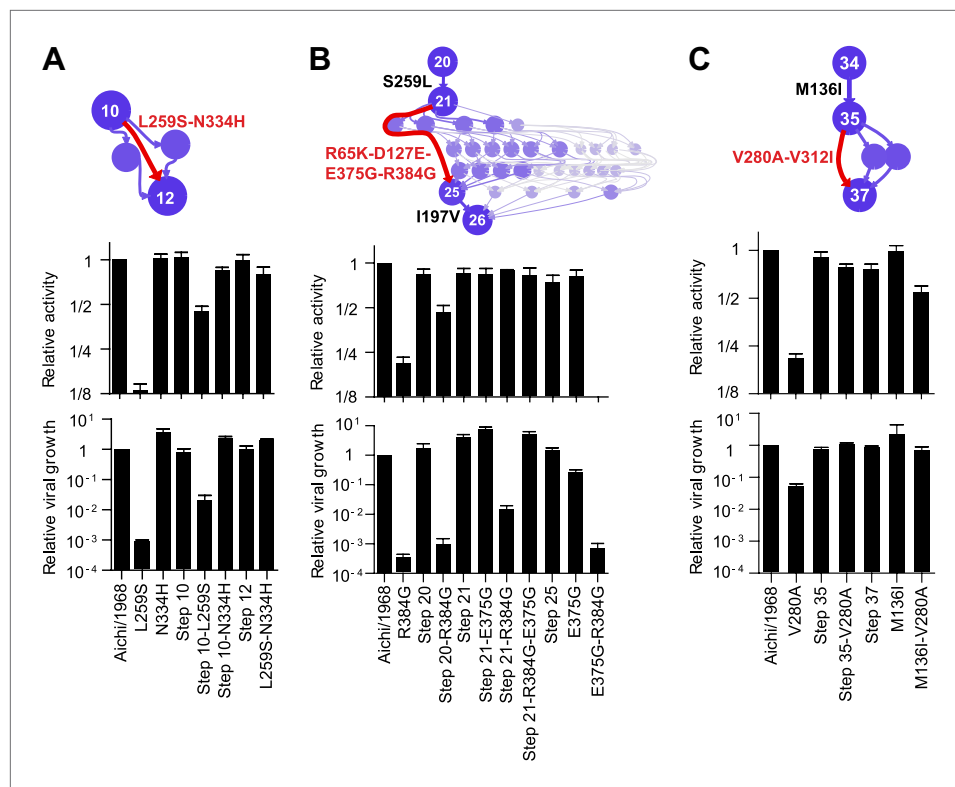 A
10
L259S-N334H
12
Relative activity
1
1/2
1/4
1/8
Relative viral growth
10¹
1
10⁻¹
10⁻²
10⁻³
10⁻⁴
Aichi/1968
L259S
N334H
Step 10
Step 10-L259S
Step 10-N334H
Step 12
L259S-N334H
B
20
S259L
21
R65K-D127E-
E375G-R384G
25
I197V
26
Relative activity
1
1/2
1/4
1/8
Relative viral growth
10¹
1
10⁻¹
10⁻²
10⁻³
10⁻⁴
Aichi/1968
R384G
Step 20
Step 20-R384G
Step 21
Step 21-E375G
Step 21-R384G
Step 21-R384G-E375G
Step 25
E375G
E375G-R384G
C
34
M136I
35
V280A-V312I
37
Relative activity
1
1/2
1/4
1/8
Relative viral growth
10¹
1
10⁻¹
10⁻²
10⁻³
10⁻⁴
Aichi/1968
V280A
Step 35
Step 35-V280A
Step 37
M136I
M136I-V280A